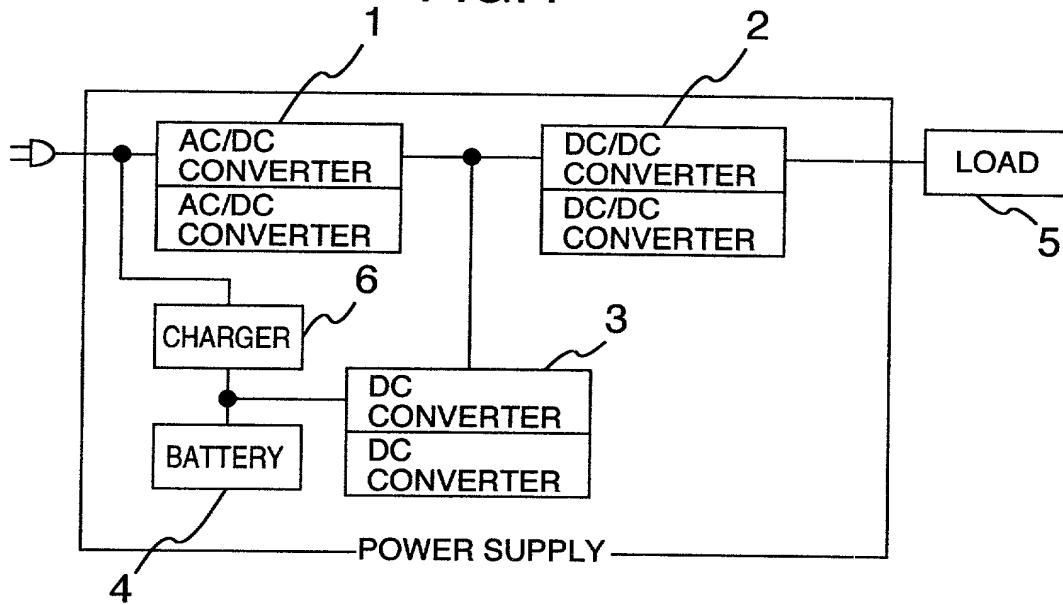 1
2
AC/DC
CONVERTER
AC/DC
CONVERTER
DC/DC
CONVERTER
DC/DC
CONVERTER
LOAD
5
6
CHARGER
3
DC
CONVERTER
DC
CONVERTER
BATTERY
POWER SUPPLY
4